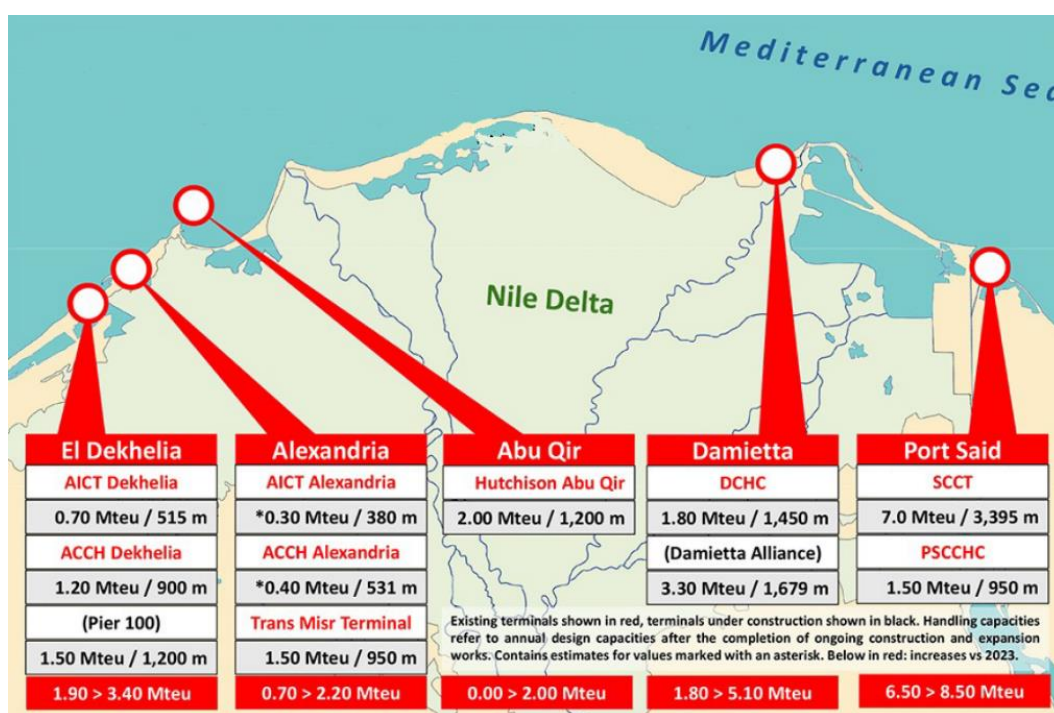 Mediterranean Sea
Nile Delta
El Dekhelia
AICT Dekhelia
0.70 Mteu / 515 m
ACCH Dekhelia
1.20 Mteu / 900 m
(Pier 100)
1.50 Mteu / 1,200 m
1.90 > 3.40 Mteu
Alexandria
AICT Alexandria
*0.30 Mteu / 380 m
ACCH Alexandria
*0.40 Mteu / 531 m
Trans Misr Terminal
1.50 Mteu / 950 m
0.70 > 2.20 Mteu
Abu Qir
Hutchison Abu Qir
2.00 Mteu / 1,200 m
0.00 > 2.00 Mteu
Damietta
DCHC
1.80 Mteu / 1,450 m
(Damietta Alliance)
3.30 Mteu / 1,679 m
1.80 > 5.10 Mteu
Port Said
SCCT
7.0 Mteu / 3,395 m
PSCCHC
1.50 Mteu / 950 m
6.50 > 8.50 Mteu
Existing terminals shown in red, terminals under construction shown in black. Handling capacities
refer to annual design capacities after the completion of ongoing construction and expansion
works. Contains estimates for values marked with an asterisk. Below in red: increases vs 2023.